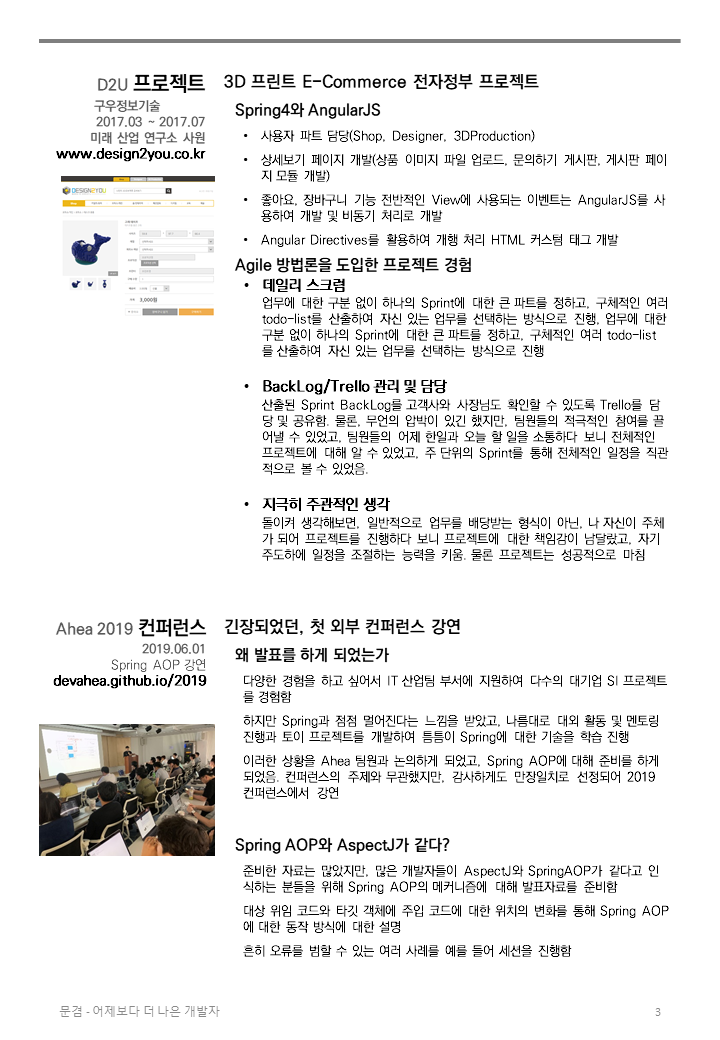 D2U 프로젝트
구우정보기술
2017.03 ~ 2017.07
미래 산업 연구소 사원
www.design2you.co.kr
DESIGN2YOU
3,000원
3D 프린트 E-Commerce 전자정부 프로젝트
Spring4와 AngularJS
• 사용자 파트 담당(Shop, Designer, 3DProduction)
• 상세보기 페이지 개발(상품 이미지 파일 업로드, 문의하기 게시판, 게시판 페이
지 모듈 개발)
• 좋아요, 장바구니 기능 전반적인 View에 사용되는 이벤트는 AngularJS를 사
용하여 개발 및 비동기 처리로 개발
• Angular Directives를 활용하여 개행 처리 HTML 커스텀 태그 개발
Agile 방법론을 도입한 프로젝트 경험
• 데일리 스크럼
업무에 대한 구분 없이 하나의 Sprint에 대한 큰 파트를 정하고, 구체적인 여러
todo-list를 산출하여 자신 있는 업무를 선택하는 방식으로 진행, 업무에 대한
구분 없이 하나의 Sprint에 대한 큰 파트를 정하고, 구체적인 여러 todo-list
를 산출하여 자신 있는 업무를 선택하는 방식으로 진행
• BackLog/Trello 관리 및 담당
산출된 Sprint BackLog를 고객사와 사장님도 확인할 수 있도록 Trello를 담
당 및 공유함. 물론, 무언의 압박이 있긴 했지만, 팀원들의 적극적인 참여를 끌
어낼 수 있었고, 팀원들의 어제 한일과 오늘 할 일을 소통하다 보니 전체적인
프로젝트에 대해 알 수 있었고, 주 단위의 Sprint를 통해 전체적인 일정을 직관
적으로 볼 수 있었음.
• 지극히 주관적인 생각
돌이켜 생각해보면, 일반적으로 업무를 배당받는 형식이 아닌, 나 자신이 주체
가 되어 프로젝트를 진행하다 보니 프로젝트에 대한 책임감이 남달랐고, 자기
주도하에 일정을 조절하는 능력을 키움. 물론 프로젝트는 성공적으로 마침
Ahea 2019 컨퍼런스
2019.06.01
Spring AOP 강연
devahea.github.io/2019
긴장되었던, 첫 외부 컨퍼런스 강연
왜 발표를 하게 되었는가
다양한 경험을 하고 싶어서 IT 산업팀 부서에 지원하여 다수의 대기업 SI 프로젝트
를 경험함
하지만 Spring과 점점 멀어진다는 느낌을 받았고, 나름대로 대외 활동 및 멘토링
진행과 토이 프로젝트를 개발하여 틈틈이 Spring에 대한 기술을 학습 진행
이러한 상황을 Ahea 팀원과 논의하게 되었고, Spring AOP에 대해 준비를 하게
되었음. 컨퍼런스의 주제와 무관했지만, 감사하게도 만장일치로 선정되어 2019
컨퍼런스에서 강연
Spring AOP와 AspectJ가 같다?
준비한 자료는 많았지만, 많은 개발자들이 AspectJ와 SpringAOP가 같다고 인
식하는 분들을 위해 Spring AOP의 메커니즘에 대해 발표자료를 준비함
대상 위임 코드와 타깃 객체에 주입 코드에 대한 위치의 변화를 통해 Spring AOP
에 대한 동작 방식에 대한 설명
흔히 오류를 범할 수 있는 여러 사례를 예를 들어 세션을 진행함
문겸 - 어제보다 더 나은 개발자
3